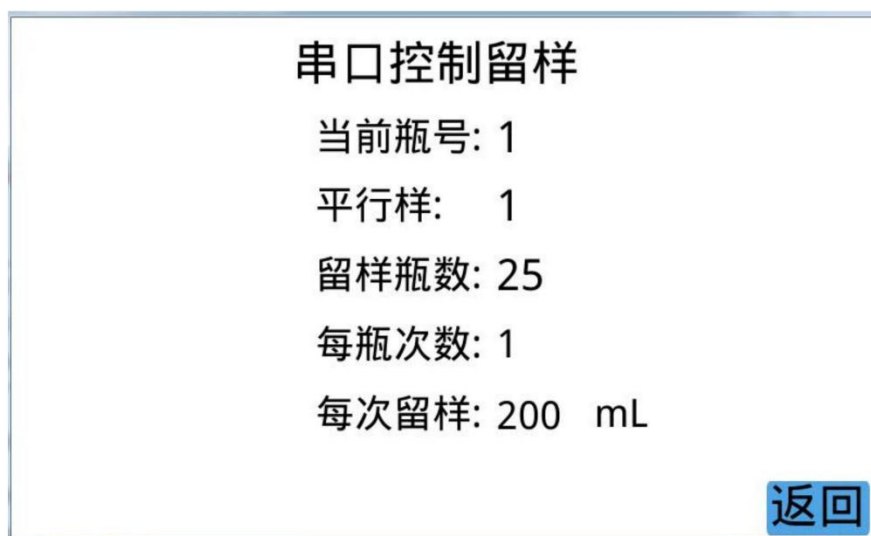 串口控制留样
当前瓶号: 1
平行样: 1
留样瓶数: 25
每瓶次数: 1
每次留样: 200 mL
返回